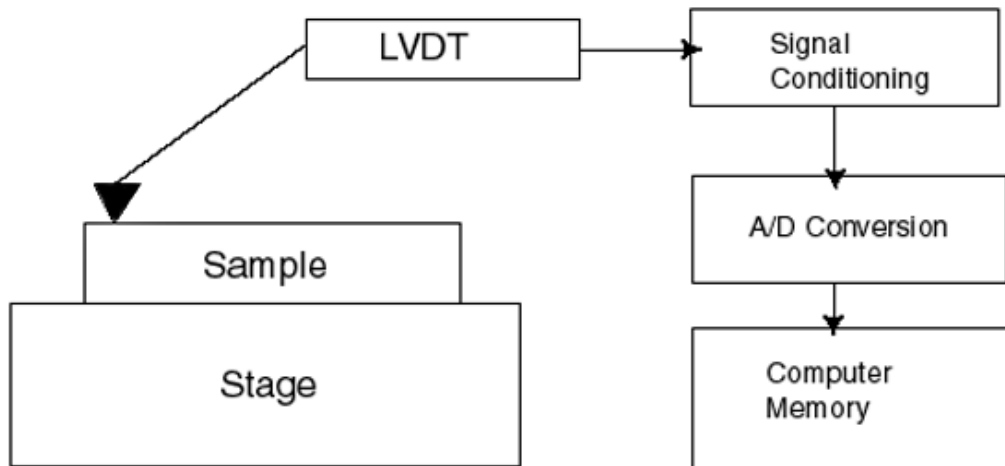 LVDT
Signal
Conditioning
A/D Conversion
Sample
Stage
Computer
Memory